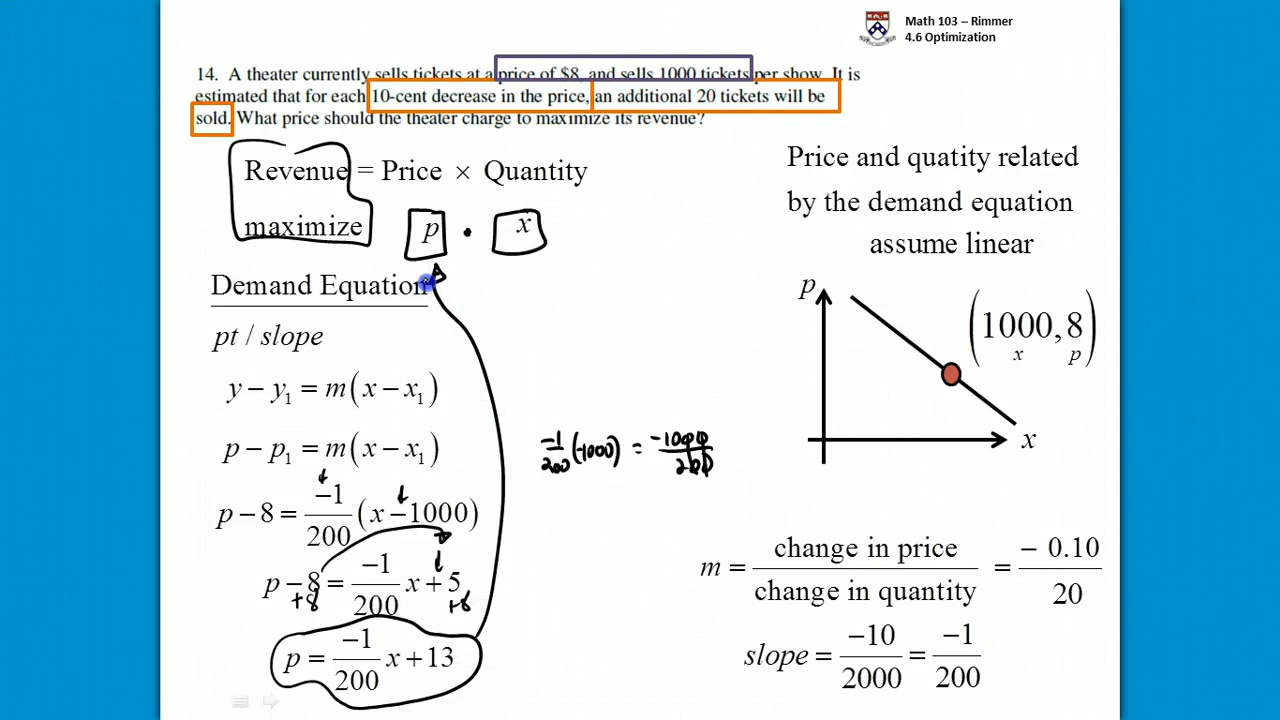 Math 103 – Rimmer
4.6 Optimization
14. A theater currently sells tickets at a price of $8, and sells 1000 tickets per show. It is
estimated that for each 10-cent decrease in the price, an additional 20 tickets will be
sold. What price should the theater charge to maximize its revenue?
Revenue = Price × Quantity
maximize p · x
Demand Equation
pt / slope
y − y₁ = m(x − x₁)
p − p₁ = m(x − x₁)
p − 8 = −1/200 (x − 1000)
p − 8 = −1/200 x + 5
+8 +8
p = −1/200 x + 13
−1/200 (−1000) = −1000/200
Price and quatity related
by the demand equation
assume linear
p
(1000, 8)
x p
x
m = change in price / change in quantity = − 0.10 / 20
slope = −10/2000 = −1/200